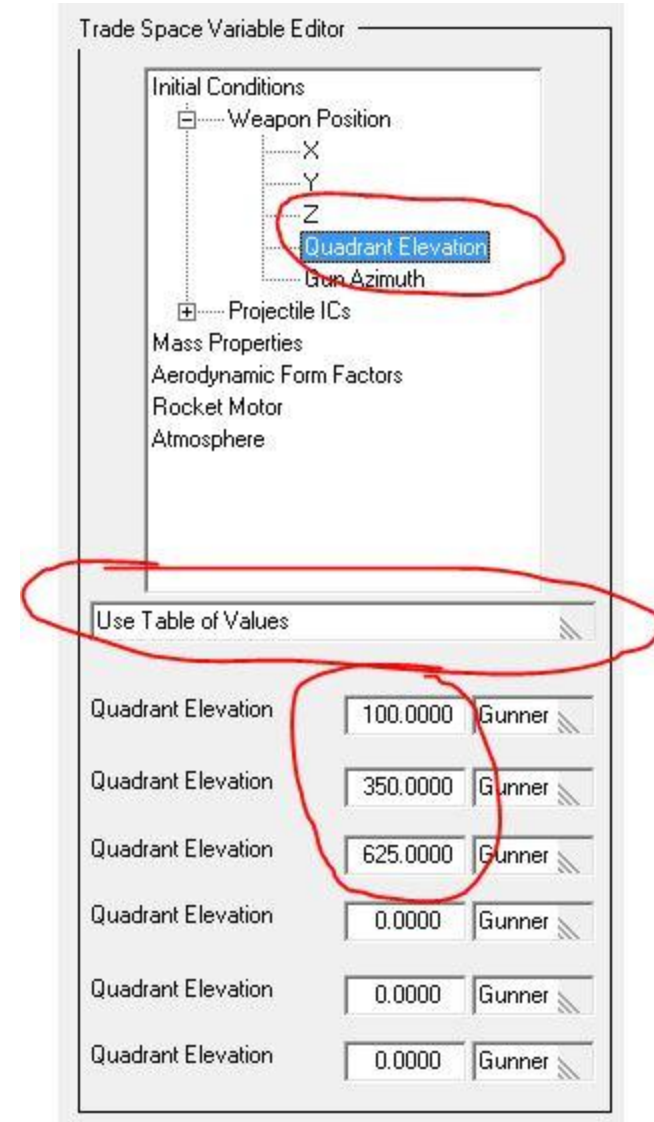 Trade Space Variable Editor
Initial Conditions
Weapon Position
X
Y
Z
Quadrant Elevation
Gun Azimuth
Projectile ICs
Mass Properties
Aerodynamic Form Factors
Rocket Motor
Atmosphere
Use Table of Values
Quadrant Elevation 100.0000 Gunner
Quadrant Elevation 350.0000 Gunner
Quadrant Elevation 625.0000 Gunner
Quadrant Elevation 0.0000 Gunner
Quadrant Elevation 0.0000 Gunner
Quadrant Elevation 0.0000 Gunner